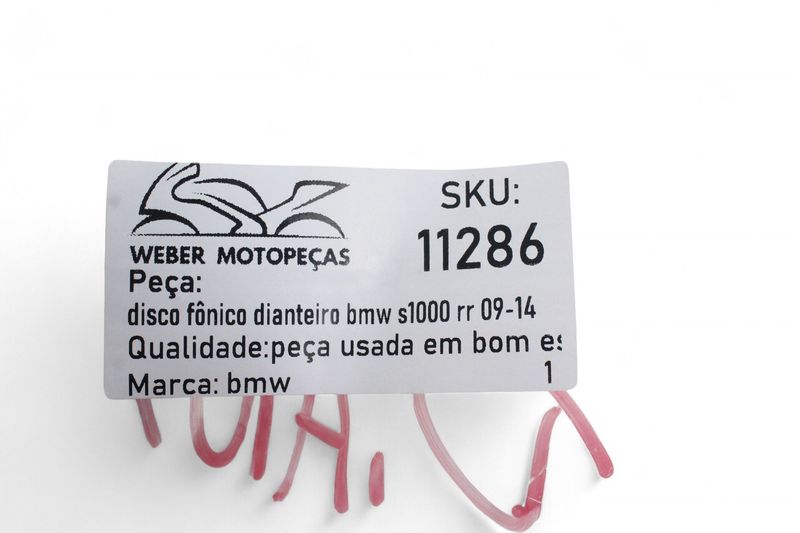 SKU:
11286
WEBER MOTOPEÇAS
Peça:
disco fônico dianteiro bmw s1000 rr 09-14
Qualidade:peça usada em bom es
Marca: bmw
1